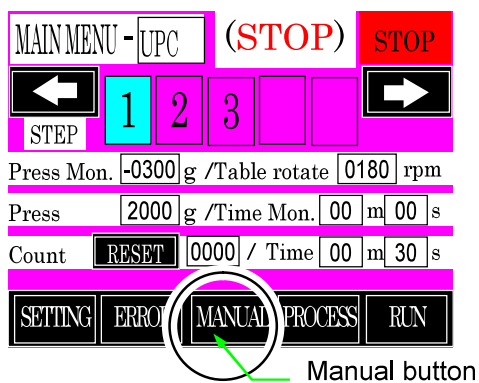 MAIN MENU - UPC (STOP) STOP
1 2 3
STEP
Press Mon. -0300 g /Table rotate 0180 rpm
Press 2000 g /Time Mon. 00 m 00 s
Count RESET 0000 / Time 00 m 30 s
SETTING ERROR MANUAL PROCESS RUN
Manual button